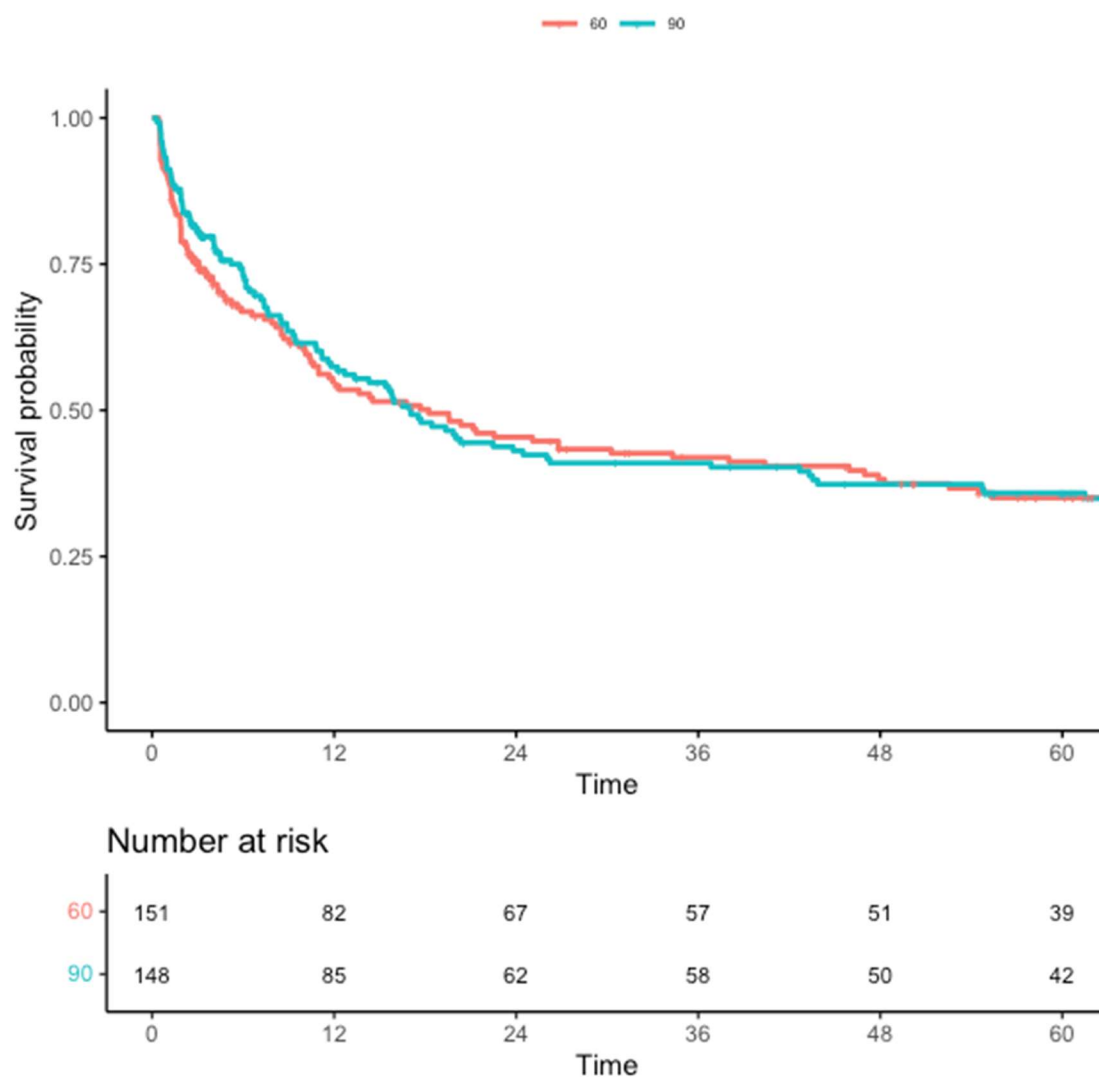 60 90
1.00
0.75
0.50
0.25
0.00
Survival probability
0 12 24 36 48 60
Time
Number at risk
60 151 82 67 57 51 39
90 148 85 62 58 50 42
0 12 24 36 48 60
Time